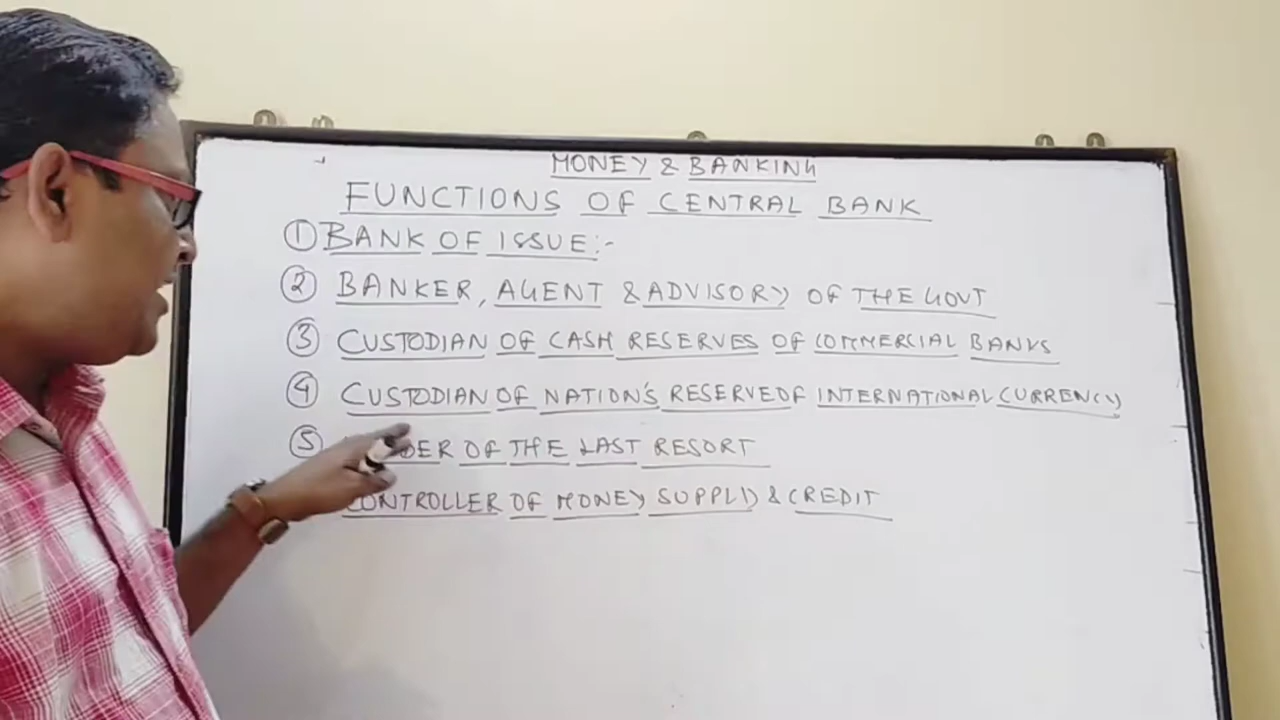 MONEY & BANKING
FUNCTIONS OF CENTRAL BANK
① BANK OF ISSUE:-
② BANKER, AGENT & ADVISORY OF THE GOVT
③ CUSTODIAN OF CASH RESERVES OF COMMERCIAL BANKS
④ CUSTODIAN OF NATION'S RESERVE OF INTERNATIONAL CURRENCY
⑤ OF THE LAST RESORT
CONTROLLER OF MONEY SUPPLY & CREDIT